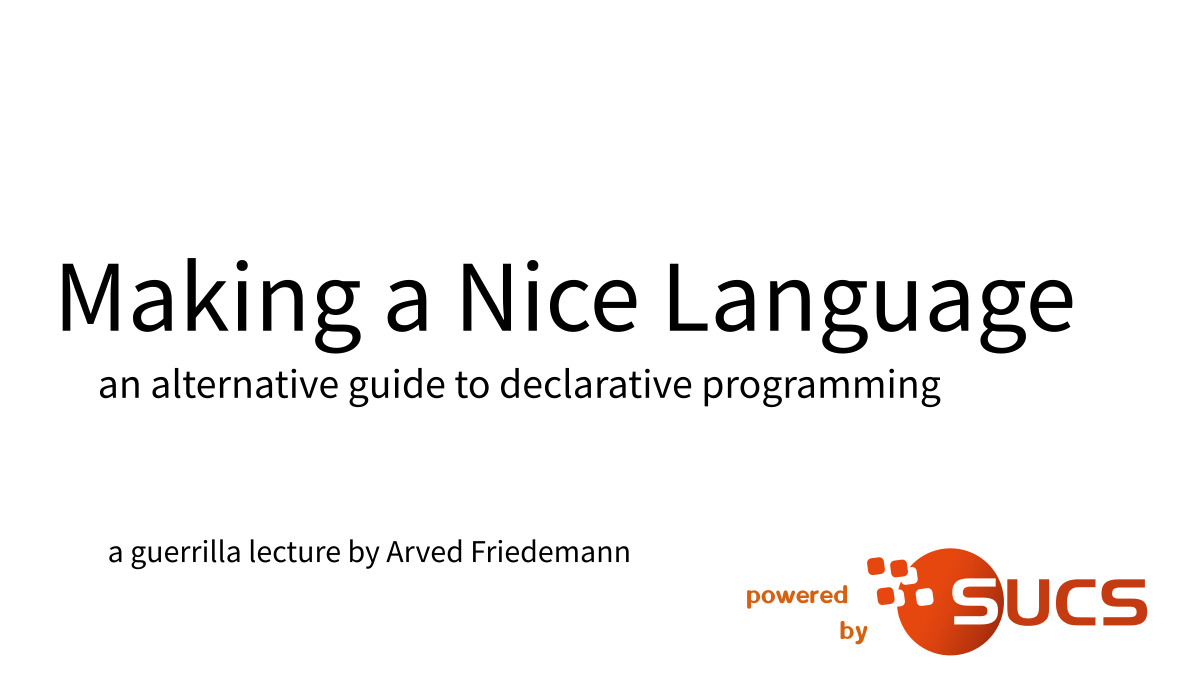 Making a Nice Language
an alternative guide to declarative programming
a guerrilla lecture by Arved Friedemann
powered
by
SUCS